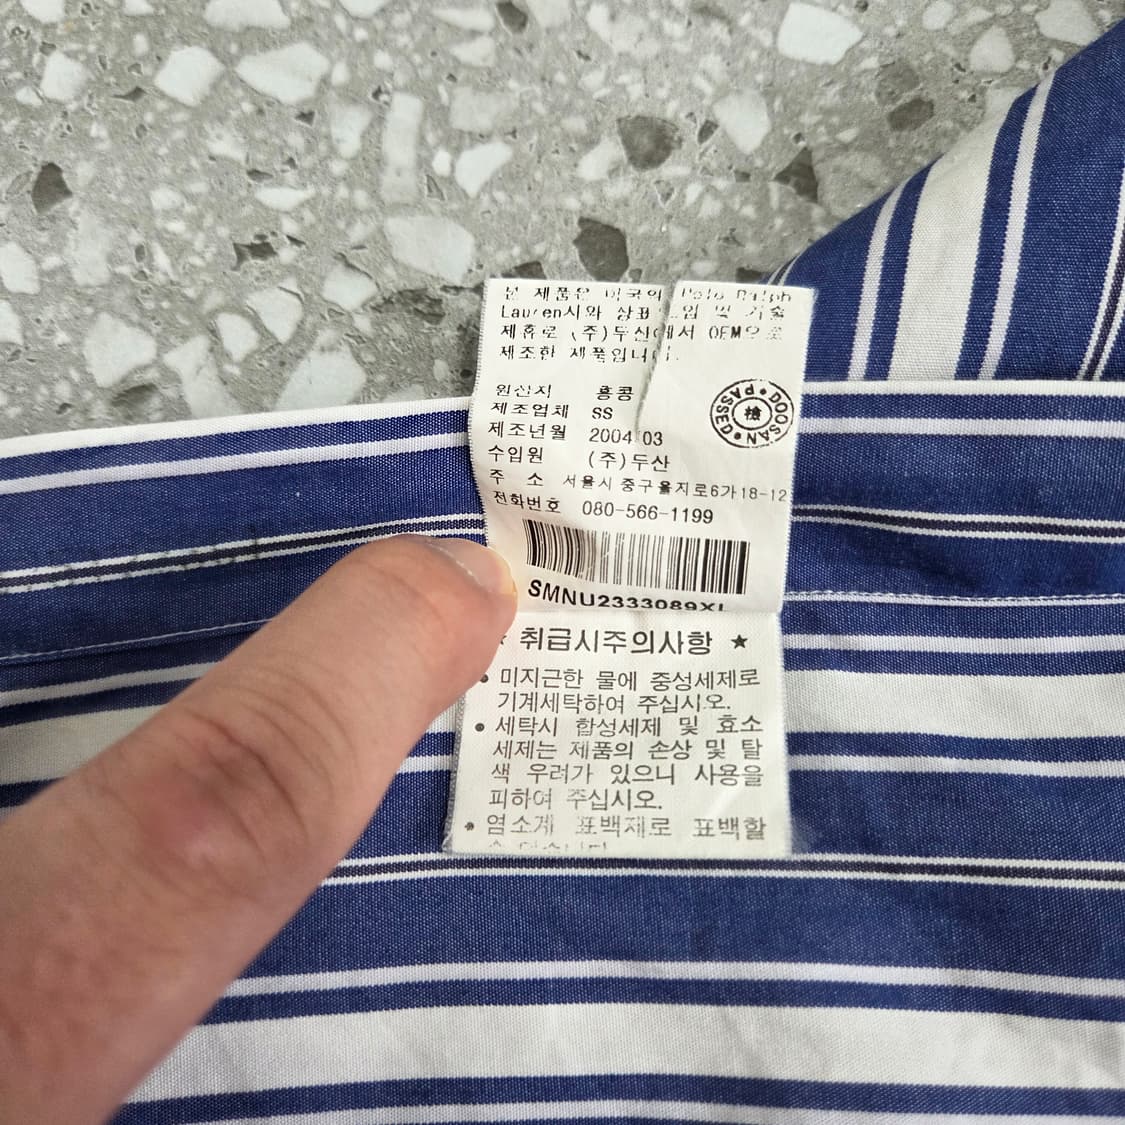 본 제품은 미국의 Polo Ralph
Lauren사와 상표도입 및 기술
제휴로 (주)두산에서 OEM으로
제조한 제품입니다.
원산지 홍콩
제조업체 SS
제조년월 2004 03
수입원 (주)두산
주 소 서울시 중구 을지로6가 18-12
전화번호 080-566-1199
DOOSAN • PASSED •
檢
SMNU2333089XL
★ 취급시주의사항 ★
• 미지근한 물에 중성세제로
기계세탁하여 주십시오.
• 세탁시 합성세제 및 효소
세제는 제품의 손상 및 탈
색 우려가 있으니 사용을
피하여 주십시오.
• 염소계 표백제로 표백할